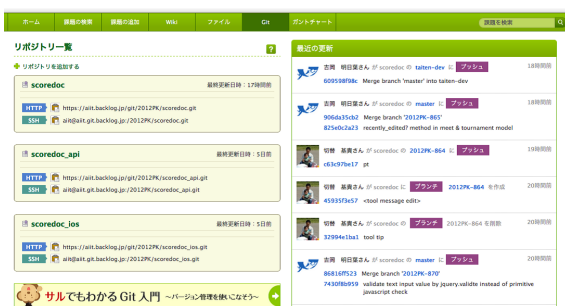 ホーム
課題の検索
課題の追加
Wiki
ファイル
Git
ガントチャート
課題を検索
リポジトリ一覧
?
リポジトリを追加する
scoredoc
最終更新日時：17時間前
HTTP https://aiit.backlog.jp/git/2012PK/scoredoc.git
SSH aiit@aiit.git.backlog.jp:/2012PK/scoredoc.git
scoredoc_api
最終更新日時：5日前
HTTP https://aiit.backlog.jp/git/2012PK/scoredoc_api.git
SSH aiit@aiit.git.backlog.jp:/2012PK/scoredoc_api.git
scoredoc_ios
最終更新日時：5日前
HTTP https://aiit.backlog.jp/git/2012PK/scoredoc_ios.git
SSH aiit@aiit.git.backlog.jp:/2012PK/scoredoc_ios.git
サルでもわかる Git 入門 ～バージョン管理を使いこなそう～
最近の更新
吉岡 明日菜さん が scoredoc の taiten-dev に プッシュ
18時間前
609598f98c Merge branch 'master' into taiten-dev
吉岡 明日菜さん が scoredoc の master に プッシュ
18時間前
906da35cb2 Merge branch '2012PK-865'
825e0c2a23 recently_edited? method in meet & tournament model
切替 基貴さん が scoredoc の 2012PK-864 に プッシュ
19時間前
c63c97be17 pt
切替 基貴さん が scoredoc に ブランチ 2012PK-864 を作成
20時間前
45935f3e57 <tool message edit>
切替 基貴さん が scoredoc の ブランチ 2012PK-864 を削除
20時間前
32994e1ba1 tool tip
吉岡 明日菜さん が scoredoc の master に プッシュ
20時間前
86816ff523 Merge branch '2012PK-870'
7430f8b959 validate text input value by jquery.validte instead of primitive
javascript check